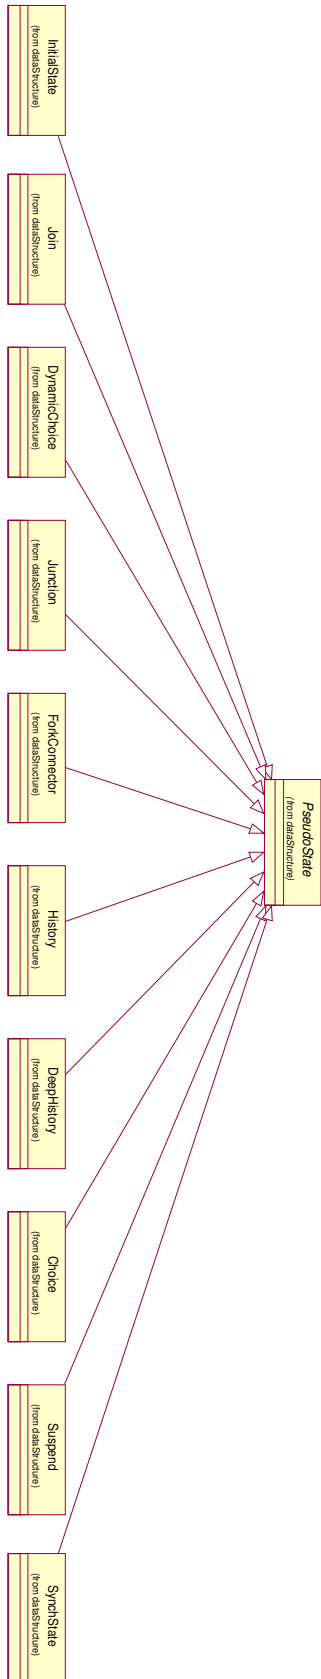 PseudoState
(from dataStructure)
InitialState
(from dataStructure)
Join
(from dataStructure)
DynamicChoice
(from dataStructure)
Junction
(from dataStructure)
ForkConnector
(from dataStructure)
History
(from dataStructure)
DeepHistory
(from dataStructure)
Choice
(from dataStructure)
Suspend
(from dataStructure)
SynchState
(from dataStructure)